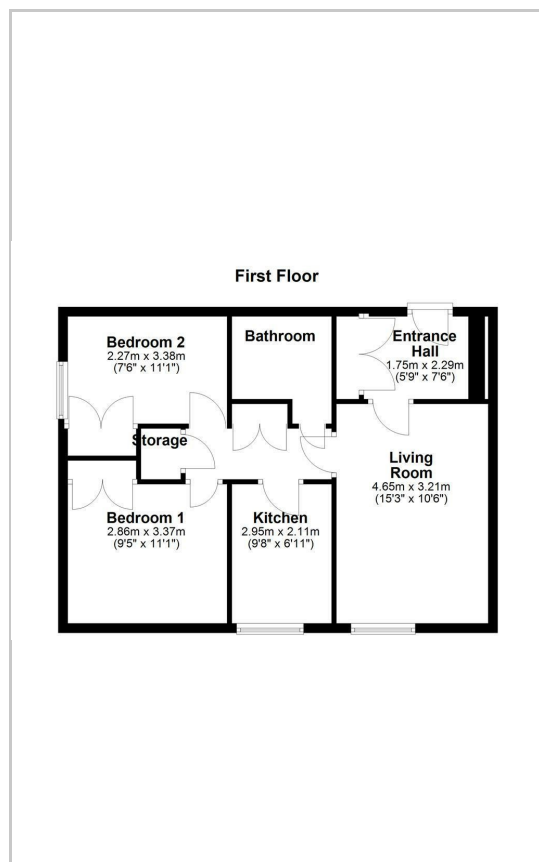 First Floor
Bedroom 2
2.27m x 3.38m
(7'6" x 11'1")
Bathroom
Entrance
Hall
1.75m x 2.29m
(5'9" x 7'6")
Storage
Living
Room
4.65m x 3.21m
(15'3" x 10'6")
Bedroom 1
2.86m x 3.37m
(9'5" x 11'1")
Kitchen
2.95m x 2.11m
(9'8" x 6'11")